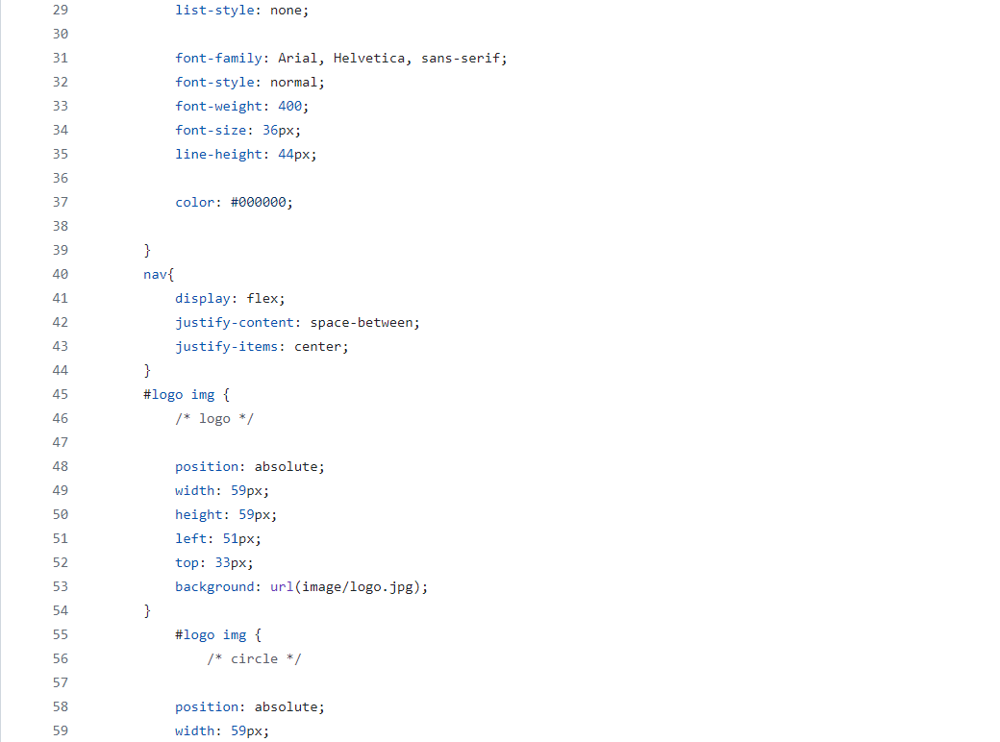 29 list-style: none;
30
31 font-family: Arial, Helvetica, sans-serif;
32 font-style: normal;
33 font-weight: 400;
34 font-size: 36px;
35 line-height: 44px;
36
37 color: #000000;
38
39 }
40 nav{
41 display: flex;
42 justify-content: space-between;
43 justify-items: center;
44 }
45 #logo img {
46 /* logo */
47
48 position: absolute;
49 width: 59px;
50 height: 59px;
51 left: 51px;
52 top: 33px;
53 background: url(image/logo.jpg);
54 }
55 #logo img {
56 /* circle */
57
58 position: absolute;
59 width: 59px;